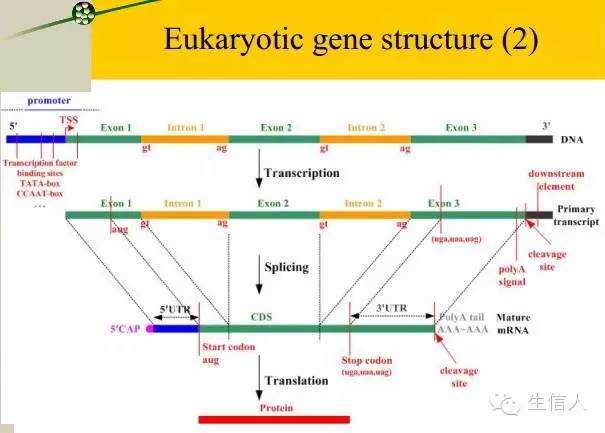 Eukaryotic gene structure (2)
promoter
5' TSS Exon 1 Intron 1 Exon 2 Intron 2 Exon 3 3'
DNA
gt ag gt ag
Transcription factor
binding sites
TATA-box
CCAAT-box
...
Transcription
downstream
element
Exon 1 Intron 1 Exon 2 Intron 2 Exon 3
Primary
transcript
aug gt ag gt ag (uga,uaa,uag)
polyA
signal
cleavage
site
Splicing
5'UTR CDS 3'UTR
5'CAP PolyA tail
AAA~AAA
Mature
mRNA
Start codon
aug
Stop codon
(uga,uaa,uag)
cleavage
site
Translation
Protein
生信人